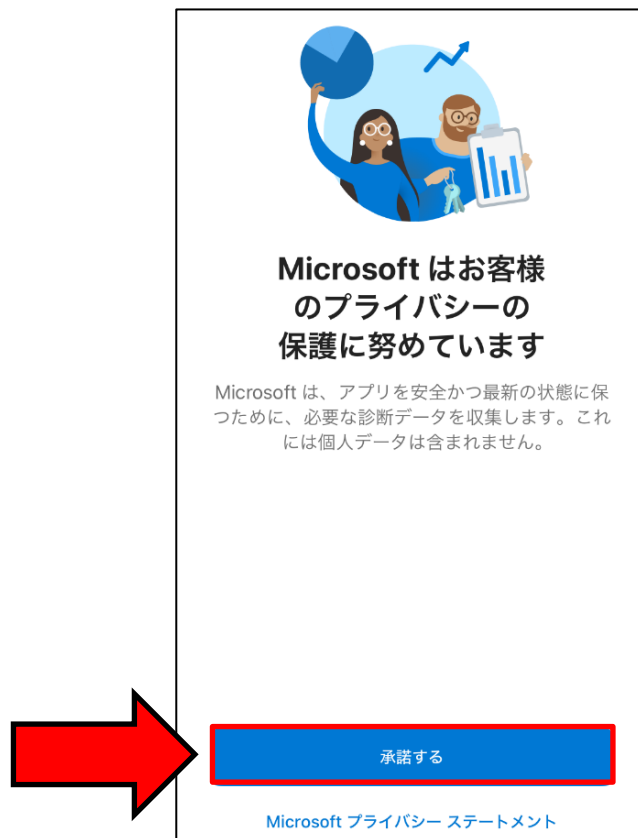 Microsoft はお客様
のプライバシーの
保護に努めています
Microsoft は、アプリを安全かつ最新の状態に保
つために、必要な診断データを収集します。これ
には個人データは含まれません。
承諾する
Microsoft プライバシー ステートメント